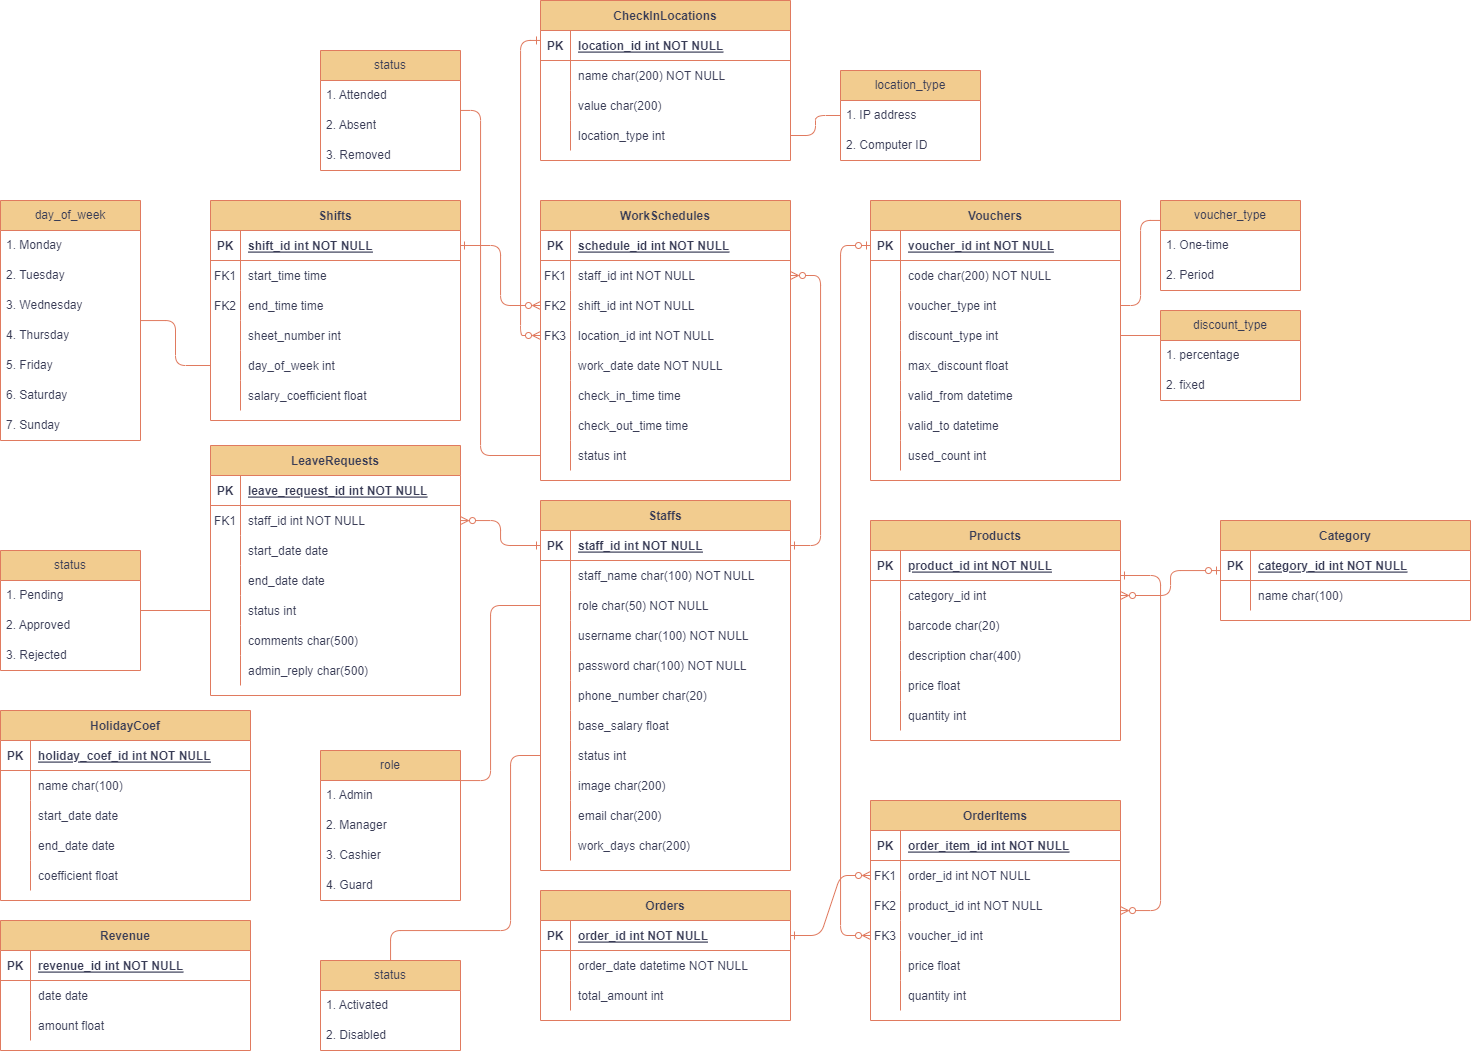 CheckInLocations
PK location_id int NOT NULL
name char(200) NOT NULL
value char(200)
location_type int
status
1. Attended
2. Absent
3. Removed
location_type
1. IP address
2. Computer ID
day_of_week
1. Monday
2. Tuesday
3. Wednesday
4. Thursday
5. Friday
6. Saturday
7. Sunday
Shifts
PK shift_id int NOT NULL
FK1 start_time time
FK2 end_time time
sheet_number int
day_of_week int
salary_coefficient float
WorkSchedules
PK schedule_id int NOT NULL
FK1 staff_id int NOT NULL
FK2 shift_id int NOT NULL
FK3 location_id int NOT NULL
work_date date NOT NULL
check_in_time time
check_out_time time
status int
Vouchers
PK voucher_id int NOT NULL
code char(200) NOT NULL
voucher_type int
discount_type int
max_discount float
valid_from datetime
valid_to datetime
used_count int
voucher_type
1. One-time
2. Period
discount_type
1. percentage
2. fixed
LeaveRequests
PK leave_request_id int NOT NULL
FK1 staff_id int NOT NULL
start_date date
end_date date
status int
comments char(500)
admin_reply char(500)
status
1. Pending
2. Approved
3. Rejected
Staffs
PK staff_id int NOT NULL
staff_name char(100) NOT NULL
role char(50) NOT NULL
username char(100) NOT NULL
password char(100) NOT NULL
phone_number char(20)
base_salary float
status int
image char(200)
email char(200)
work_days char(200)
Products
PK product_id int NOT NULL
category_id int
barcode char(20)
description char(400)
price float
quantity int
Category
PK category_id int NOT NULL
name char(100)
HolidayCoef
PK holiday_coef_id int NOT NULL
name char(100)
start_date date
end_date date
coefficient float
role
1. Admin
2. Manager
3. Cashier
4. Guard
OrderItems
PK order_item_id int NOT NULL
FK1 order_id int NOT NULL
FK2 product_id int NOT NULL
FK3 voucher_id int
price float
quantity int
Orders
PK order_id int NOT NULL
order_date datetime NOT NULL
total_amount int
Revenue
PK revenue_id int NOT NULL
date date
amount float
status
1. Activated
2. Disabled